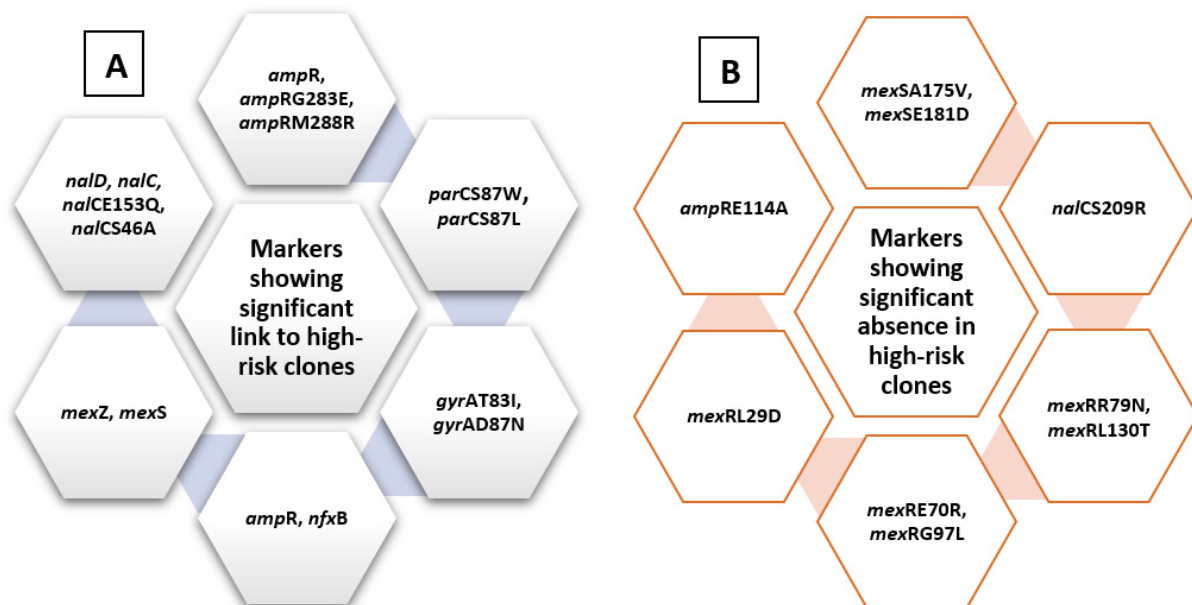 A
ampR,
ampRG283E,
ampRM288R
nalD, nalC,
nalCE153Q,
nalCS46A
parCS87W,
parCS87L
Markers
showing
significant
link to high-
risk clones
mexZ, mexS
gyrAT83I,
gyrAD87N
ampR, nfxB
B
mexSA175V,
mexSE181D
ampRE114A
nalCS209R
Markers
showing
significant
absence in
high-risk
clones
mexRL29D
mexRR79N,
mexRL130T
mexRE70R,
mexRG97L